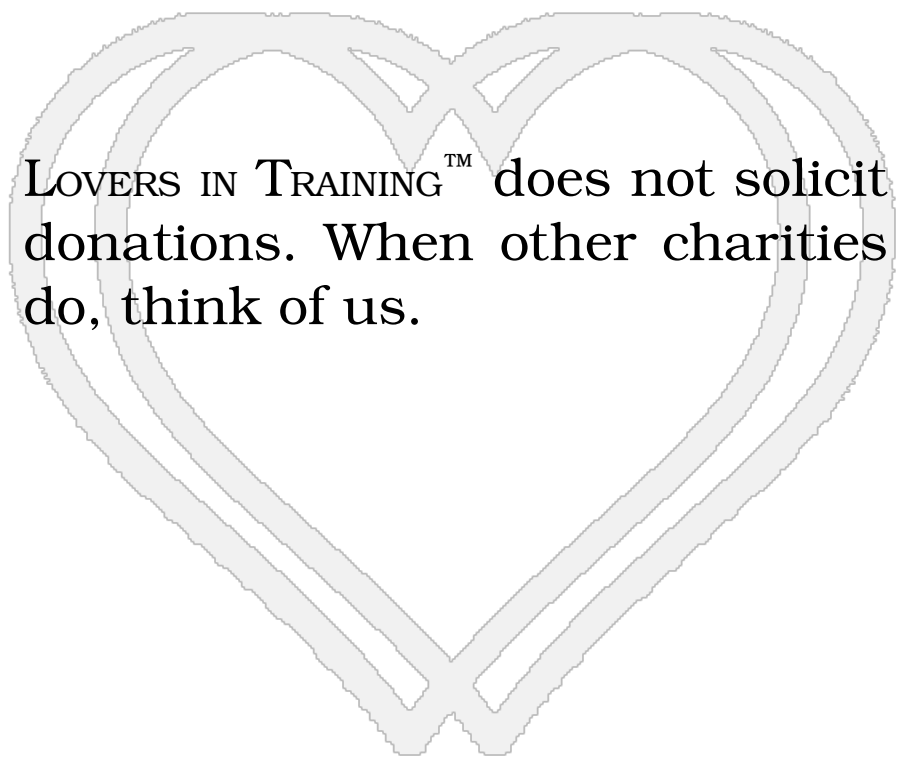 Lovers in Training™ does not solicit
donations. When other charities
do, think of us.